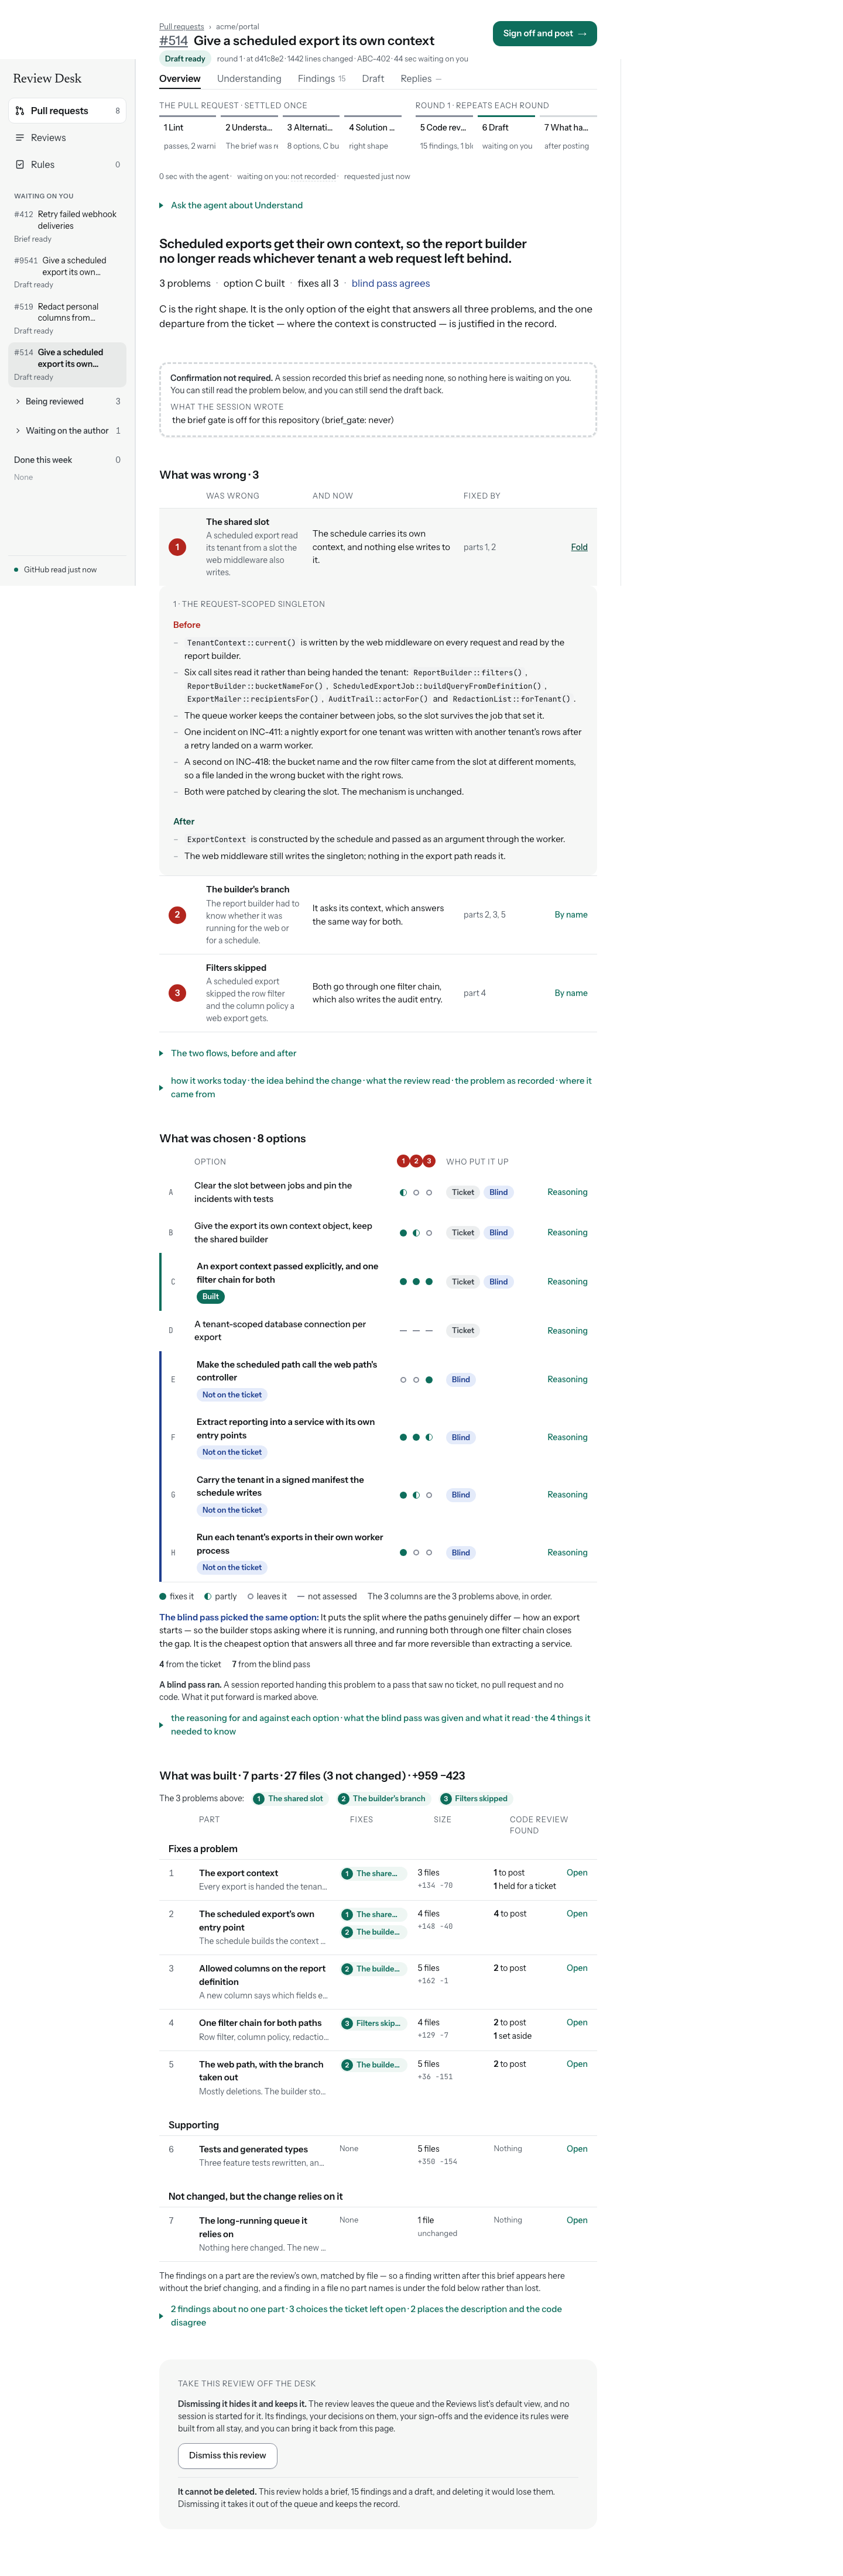 Pull requests › acme/portal
#514 Give a scheduled export its own context
Sign off and post →
Draft ready round 1 · at d41c8e2 · 1442 lines changed · ABC-402 · 44 sec waiting on you
Review Desk
Pull requests 8
Reviews
Rules 0
WAITING ON YOU
#412 Retry failed webhook
deliveries
Brief ready
#9541 Give a scheduled
export its own...
Draft ready
#519 Redact personal
columns from...
Draft ready
#514 Give a scheduled
export its own...
Draft ready
Being reviewed 3
Waiting on the author 1
Done this week 0
None
GitHub read just now
Overview Understanding Findings 15 Draft Replies —
THE PULL REQUEST · SETTLED ONCE
ROUND 1 · REPEATS EACH ROUND
1 Lint 2 Understa... 3 Alternati... 4 Solution ... 5 Code rev... 6 Draft 7 What ha...
passes, 2 warni The brief was re 8 options, C bu right shape 15 findings, 1 bl waiting on you after posting
0 sec with the agent · waiting on you: not recorded · requested just now
Ask the agent about Understand
Scheduled exports get their own context, so the report builder
no longer reads whichever tenant a web request left behind.
3 problems · option C built · fixes all 3 · blind pass agrees
C is the right shape. It is the only option of the eight that answers all three problems, and the one
departure from the ticket — where the context is constructed — is justified in the record.
Confirmation not required. A session recorded this brief as needing none, so nothing here is waiting on you.
You can still read the problem below, and you can still send the draft back.
WHAT THE SESSION WROTE
the brief gate is off for this repository (brief_gate: never)
What was wrong · 3
WAS WRONG AND NOW FIXED BY
1
The shared slot
A scheduled export read
its tenant from a slot the
web middleware also
writes.
The schedule carries its own
context, and nothing else writes to
it.
parts 1, 2
Fold
1 · THE REQUEST-SCOPED SINGLETON
Before
– TenantContext::current() is written by the web middleware on every request and read by the
report builder.
– Six call sites read it rather than being handed the tenant: ReportBuilder::filters() ,
ReportBuilder::bucketNameFor() , ScheduledExportJob::buildQueryFromDefinition() ,
ExportMailer::recipientsFor() , AuditTrail::actorFor() and RedactionList::forTenant() .
– The queue worker keeps the container between jobs, so the slot survives the job that set it.
– One incident on INC-411: a nightly export for one tenant was written with another tenant's rows after
a retry landed on a warm worker.
– A second on INC-418: the bucket name and the row filter came from the slot at different moments,
so a file landed in the wrong bucket with the right rows.
– Both were patched by clearing the slot. The mechanism is unchanged.
After
– ExportContext is constructed by the schedule and passed as an argument through the worker.
– The web middleware still writes the singleton; nothing in the export path reads it.
2
The builder's branch
The report builder had to
know whether it was
running for the web or
for a schedule.
It asks its context, which answers
the same way for both.
parts 2, 3, 5
By name
3
Filters skipped
A scheduled export
skipped the row filter
and the column policy a
web export gets.
Both go through one filter chain,
which also writes the audit entry.
part 4
By name
The two flows, before and after
how it works today · the idea behind the change · what the review read · the problem as recorded · where it
came from
What was chosen · 8 options
OPTION 1 2 3 WHO PUT IT UP
A Clear the slot between jobs and pin the
incidents with tests
Ticket Blind Reasoning
B Give the export its own context object, keep
the shared builder
Ticket Blind Reasoning
C An export context passed explicitly, and one
filter chain for both
Built
Ticket Blind Reasoning
D A tenant-scoped database connection per
export
— — — Ticket Reasoning
E Make the scheduled path call the web path's
controller
Not on the ticket
Blind Reasoning
F Extract reporting into a service with its own
entry points
Not on the ticket
Blind Reasoning
G Carry the tenant in a signed manifest the
schedule writes
Not on the ticket
Blind Reasoning
H Run each tenant's exports in their own worker
process
Not on the ticket
Blind Reasoning
fixes it partly leaves it — not assessed The 3 columns are the 3 problems above, in order.
The blind pass picked the same option: It puts the split where the paths genuinely differ — how an export
starts — so the builder stops asking where it is running, and running both through one filter chain closes
the gap. It is the cheapest option that answers all three and far more reversible than extracting a service.
4 from the ticket 7 from the blind pass
A blind pass ran. A session reported handing this problem to a pass that saw no ticket, no pull request and no
code. What it put forward is marked above.
the reasoning for and against each option · what the blind pass was given and what it read · the 4 things it
needed to know
What was built · 7 parts · 27 files (3 not changed) · +959 −423
The 3 problems above: 1 The shared slot 2 The builder's branch 3 Filters skipped
PART FIXES SIZE CODE REVIEW
FOUND
Fixes a problem
1 The export context
Every export is handed the tenan...
1 The share...
3 files
+134 -70
1 to post
1 held for a ticket
Open
2 The scheduled export's own
entry point
The schedule builds the context ...
1 The share...
2 The builde...
4 files
+148 -40
4 to post
Open
3 Allowed columns on the report
definition
A new column says which fields e...
2 The builde...
5 files
+162 -1
2 to post
Open
4 One filter chain for both paths
Row filter, column policy, redactio...
3 Filters skip...
4 files
+129 -7
2 to post
1 set aside
Open
5 The web path, with the branch
taken out
Mostly deletions. The builder sto...
2 The builde...
5 files
+36 -151
2 to post
Open
Supporting
6 Tests and generated types
Three feature tests rewritten, an...
None
5 files
+350 -154
Nothing
Open
Not changed, but the change relies on it
7 The long-running queue it
relies on
Nothing here changed. The new ...
None
1 file
unchanged
Nothing
Open
The findings on a part are the review's own, matched by file — so a finding written after this brief appears here
without the brief changing, and a finding in a file no part names is under the fold below rather than lost.
2 findings about no one part · 3 choices the ticket left open · 2 places the description and the code
disagree
TAKE THIS REVIEW OFF THE DESK
Dismissing it hides it and keeps it. The review leaves the queue and the Reviews list's default view, and no
session is started for it. Its findings, your decisions on them, your sign-offs and the evidence its rules were
built from all stay, and you can bring it back from this page.
Dismiss this review
It cannot be deleted. This review holds a brief, 15 findings and a draft, and deleting it would lose them.
Dismissing it takes it out of the queue and keeps the record.